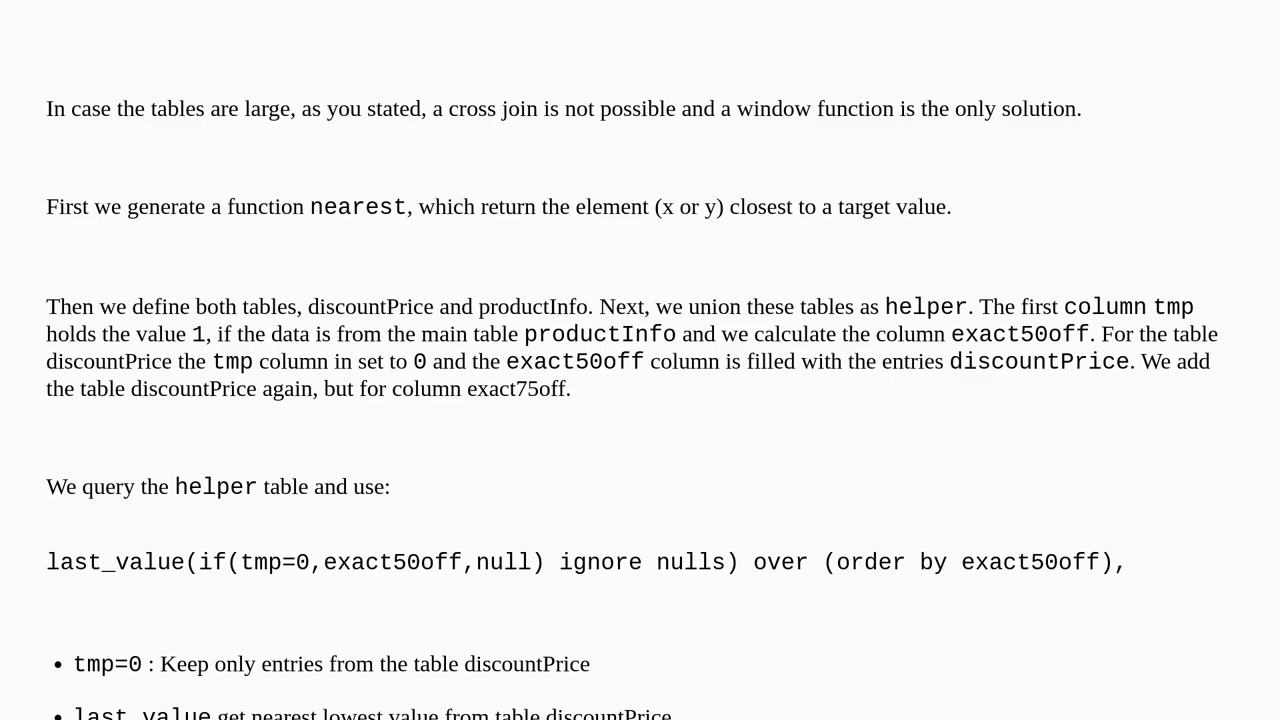 In case the tables are large, as you stated, a cross join is not possible and a window function is the only solution.
First we generate a function nearest, which return the element (x or y) closest to a target value.
Then we define both tables, discountPrice and productInfo. Next, we union these tables as helper. The first column tmp
holds the value 1, if the data is from the main table productInfo and we calculate the column exact50off. For the table
discountPrice the tmp column in set to 0 and the exact50off column is filled with the entries discountPrice. We add
the table discountPrice again, but for column exact75off.
We query the helper table and use:
last_value(if(tmp=0,exact50off,null) ignore nulls) over (order by exact50off),
• tmp=0 : Keep only entries from the table discountPrice
• last_value get nearest lowest value from table discountPrice